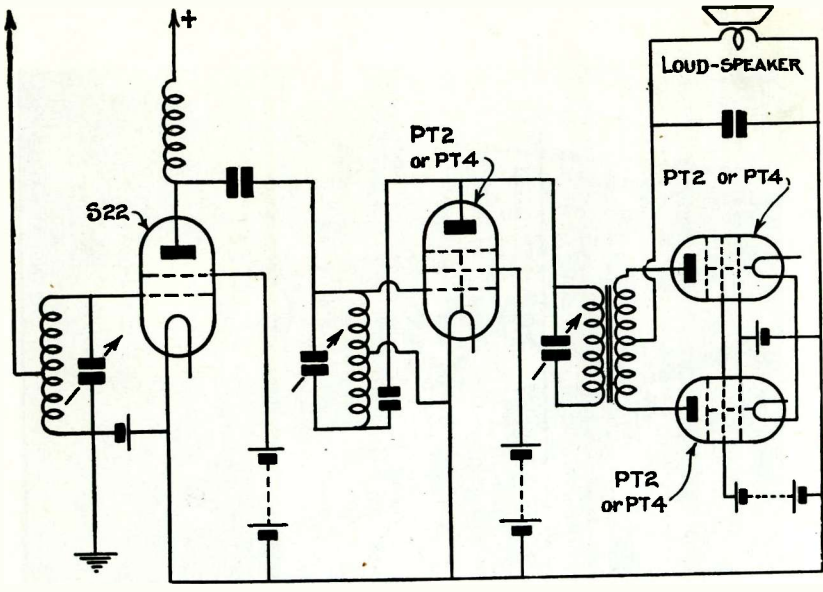 +
LOUD-SPEAKER
PT2
or PT4
PT2 or PT4
S22
PT2
or PT4